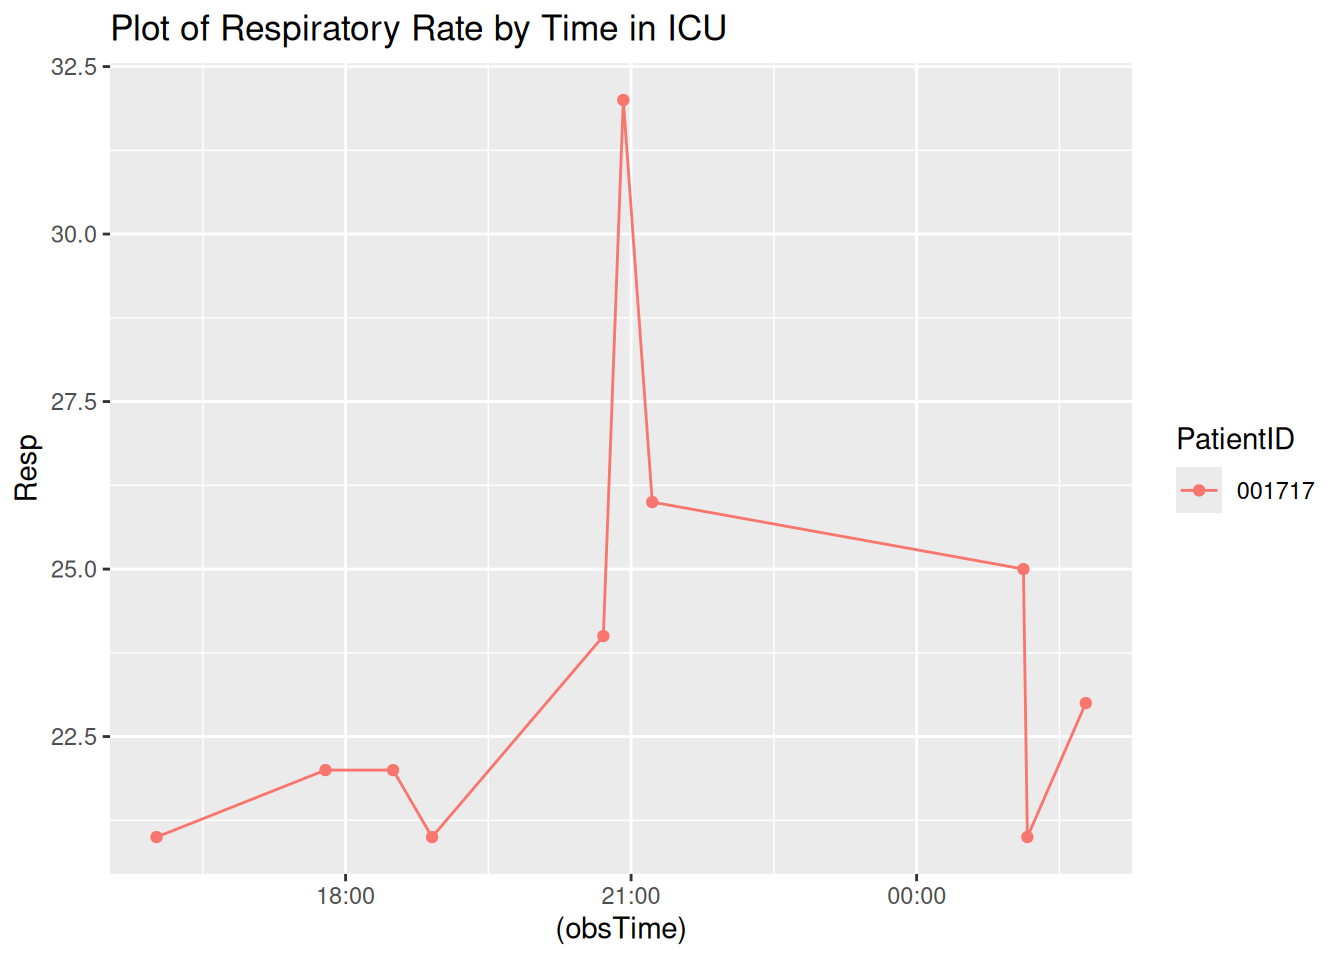 Plot of Respiratory Rate by Time in ICU
32.5
30.0
27.5
25.0
22.5
Resp
18:00
21:00
00:00
(obsTime)
PatientID
001717